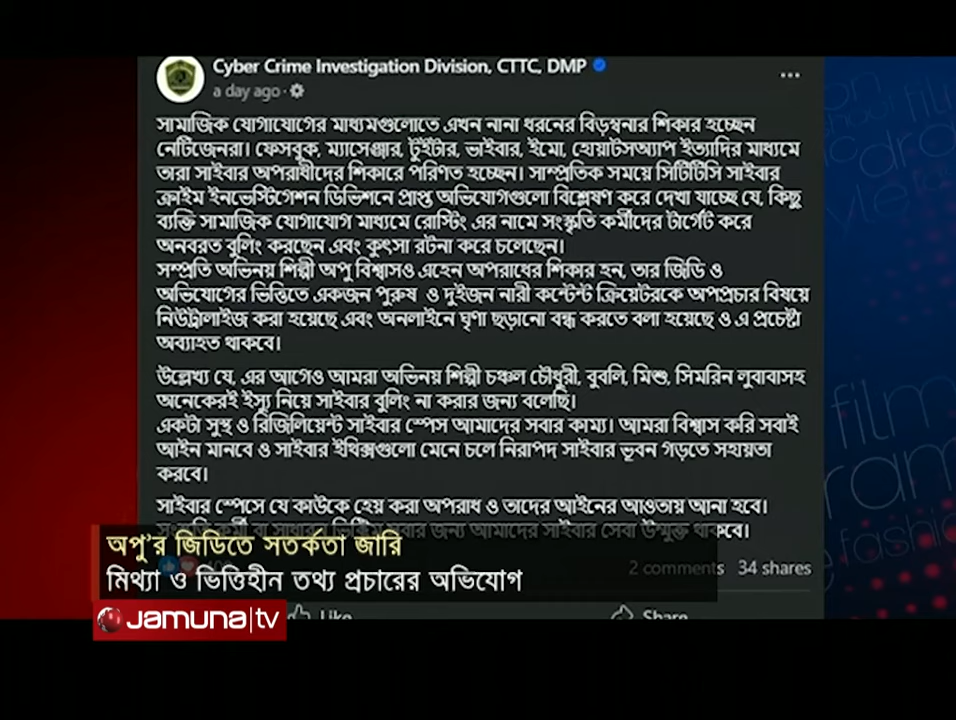 Cyber Crime Investigation Division, CTTC, DMP
a day ago
সামাজিক যোগাযোগের মাধ্যমগুলোতে এখন নানা ধরনের বিড়ম্বনার শিকার হচ্ছেন
নেটিজেনরা। ফেসবুক, ম্যাসেঞ্জার, টুইটার, ভাইবার, ইমো, হোয়াটসঅ্যাপ ইত্যাদির মাধ্যমে
তারা সাইবার অপরাধীদের শিকারে পরিণত হচ্ছেন। সাম্প্রতিক সময়ে সিটিটিসি সাইবার
ক্রাইম ইনভেস্টিগেশন ডিভিশনে প্রাপ্ত অভিযোগগুলো বিশ্লেষণ করে দেখা যাচ্ছে যে, কিছু
ব্যক্তি সামাজিক যোগাযোগ মাধ্যমে রোস্টিং এর নামে সংস্কৃতি কর্মীদের টার্গেট করে
অনবরত বুলিং করছেন এবং কুৎসা রটনা করে চলেছেন।
সম্প্রতি অভিনয় শিল্পী অপু বিশ্বাসও এহেন অপরাধের শিকার হন, তার জিডি ও
অভিযোগের ভিত্তিতে একজন পুরুষ ও দুইজন নারী কন্টেন্ট ক্রিয়েটরকে অপপ্রচার বিষয়ে
নিউট্রালাইজ করা হয়েছে এবং অনলাইনে ঘৃণা ছড়ানো বন্ধ করতে বলা হয়েছে ও এ প্রচেষ্টা
অব্যাহত থাকবে।
উল্লেখ্য যে, এর আগেও আমরা অভিনয় শিল্পী চঞ্চল চৌধুরী, বুবলি, মিশু, সিমরিন লুবাবাসহ
অনেকেরই ইস্যু নিয়ে সাইবার বুলিং না করার জন্য বলেছি।
একটা সুস্থ ও রিজিলিয়েন্ট সাইবার স্পেস আমাদের সবার কাম্য। আমরা বিশ্বাস করি সবাই
আইন মানবে ও সাইবার ইথিক্সগুলো মেনে চলে নিরাপদ সাইবার ভূবন গড়তে সহায়তা
করবে।
সাইবার স্পেসে যে কাউকে হেয় করা অপরাধ ও তাদের আইনের আওতায় আনা হবে।
জন্য আমাদের সাইবার সেবা উন্মুক্ত থাকবে।
অপু'র জিডিতে সতর্কতা জারি
মিথ্যা ও ভিত্তিহীন তথ্য প্রচারের অভিযোগ
2 comments 34 shares
Jamuna|tv
Like Share
film
style
film
drama
fashion